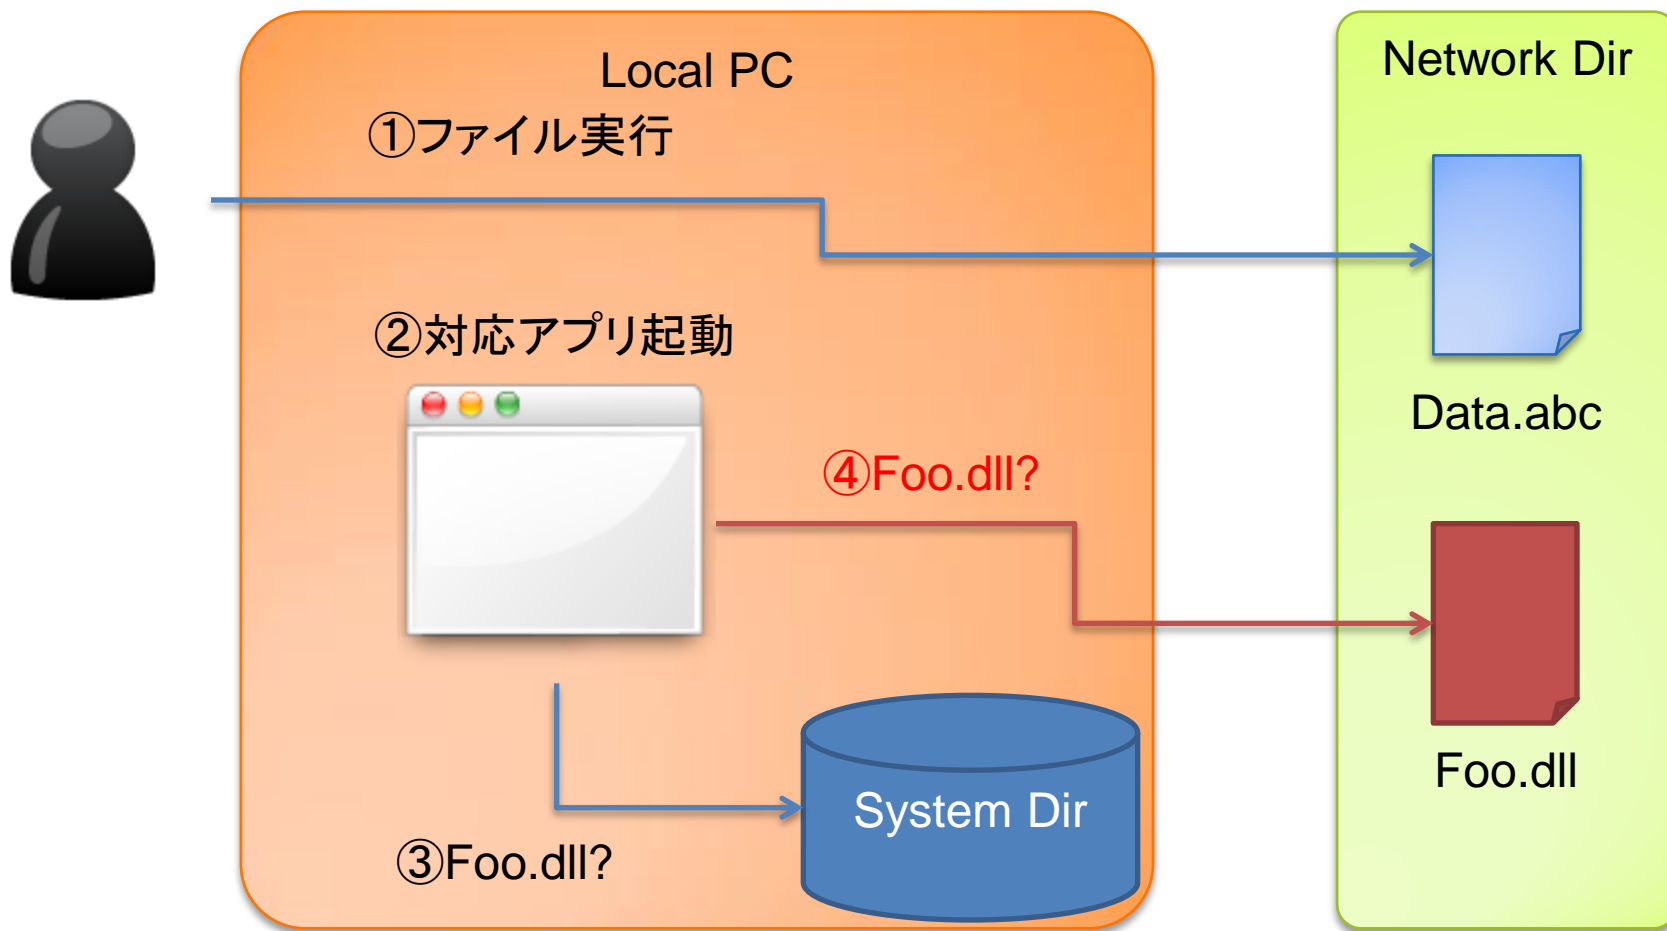 Local PC
Network Dir
①ファイル実行
②対応アプリ起動
Data.abc
④Foo.dll?
Foo.dll
System Dir
③Foo.dll?